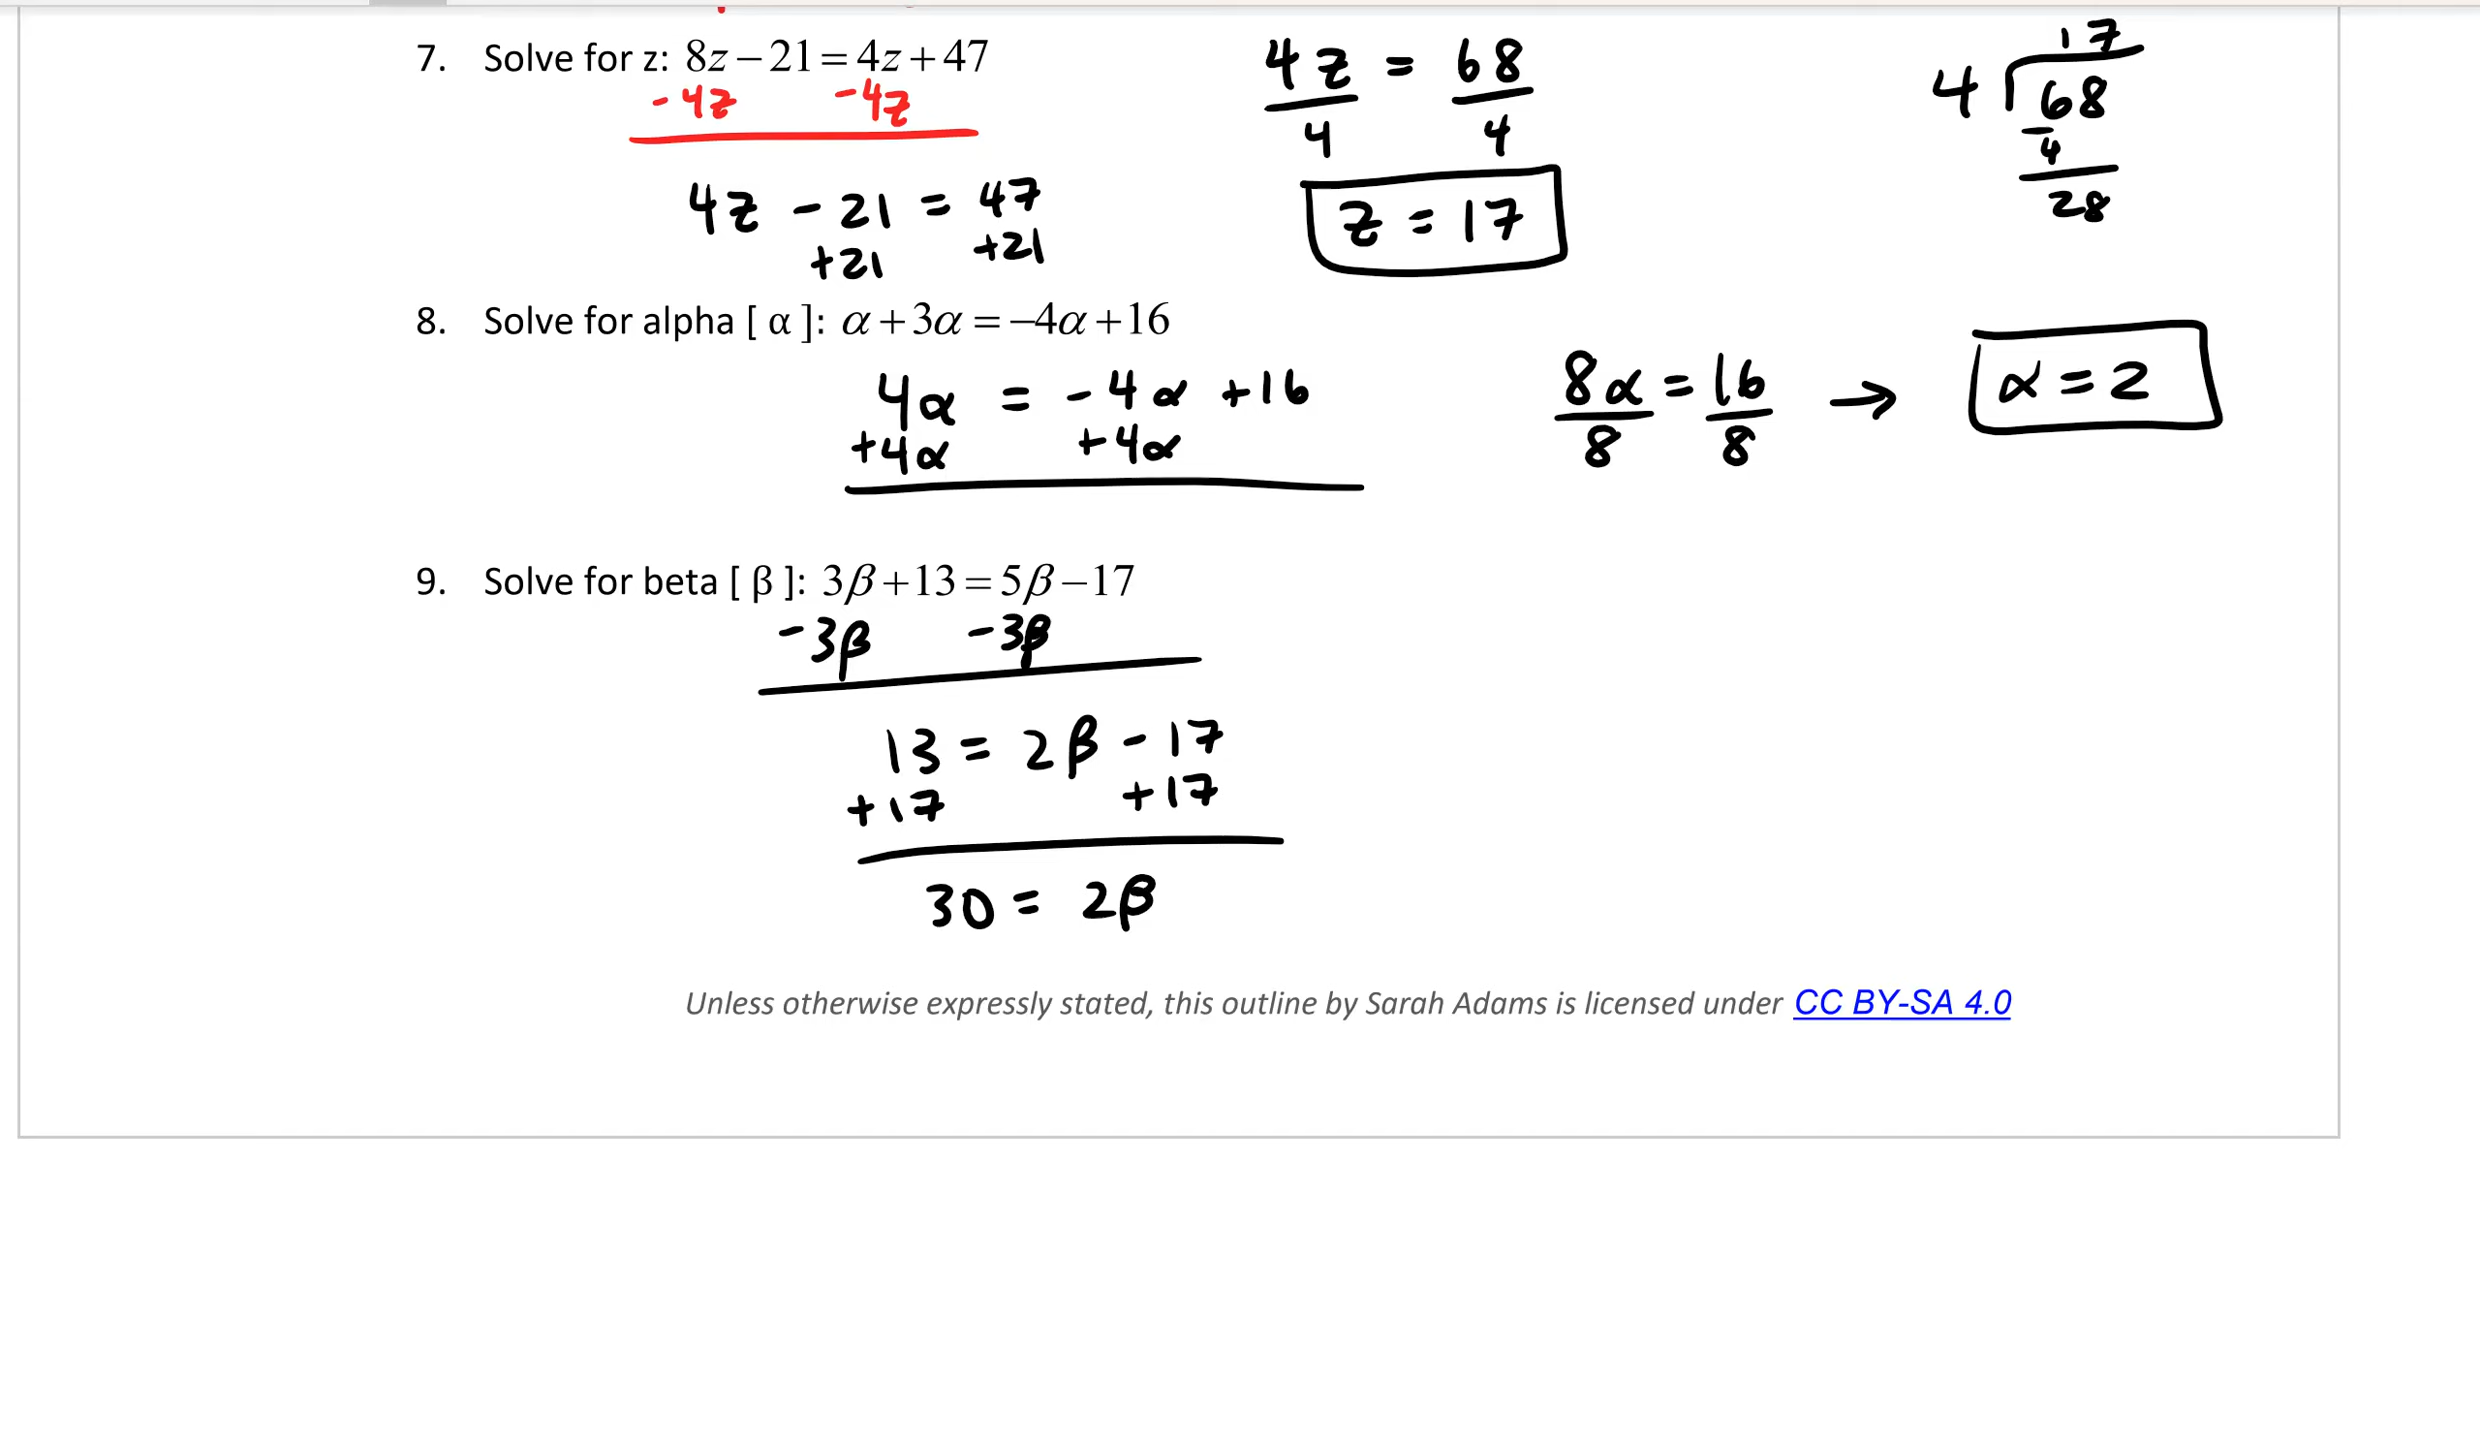 7. Solve for z: 8z − 21 = 4z + 47
-4z -4z
4z - 21 = 47
+21 +21
4z = 68
4 4
z = 17
17
4 68
-4
28
8. Solve for alpha [ α ]: α + 3α = −4α + 16
4α = -4α +16
+4α +4α
8α = 16 → α = 2
8 8
9. Solve for beta [ β ]: 3β + 13 = 5β − 17
-3β -3β
13 = 2β - 17
+17 +17
30 = 2β
Unless otherwise expressly stated, this outline by Sarah Adams is licensed under CC BY-SA 4.0